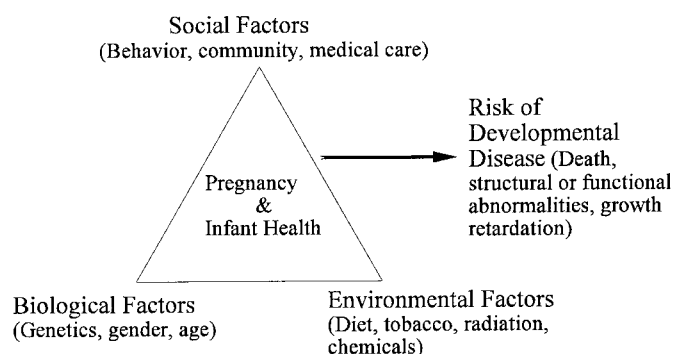 Social Factors
(Behavior, community, medical care)
Risk of
Developmental
Disease (Death,
structural or functional
abnormalities, growth
retardation)
Pregnancy
&
Infant Health
Biological Factors
(Genetics, gender, age)
Environmental Factors
(Diet, tobacco, radiation,
chemicals)